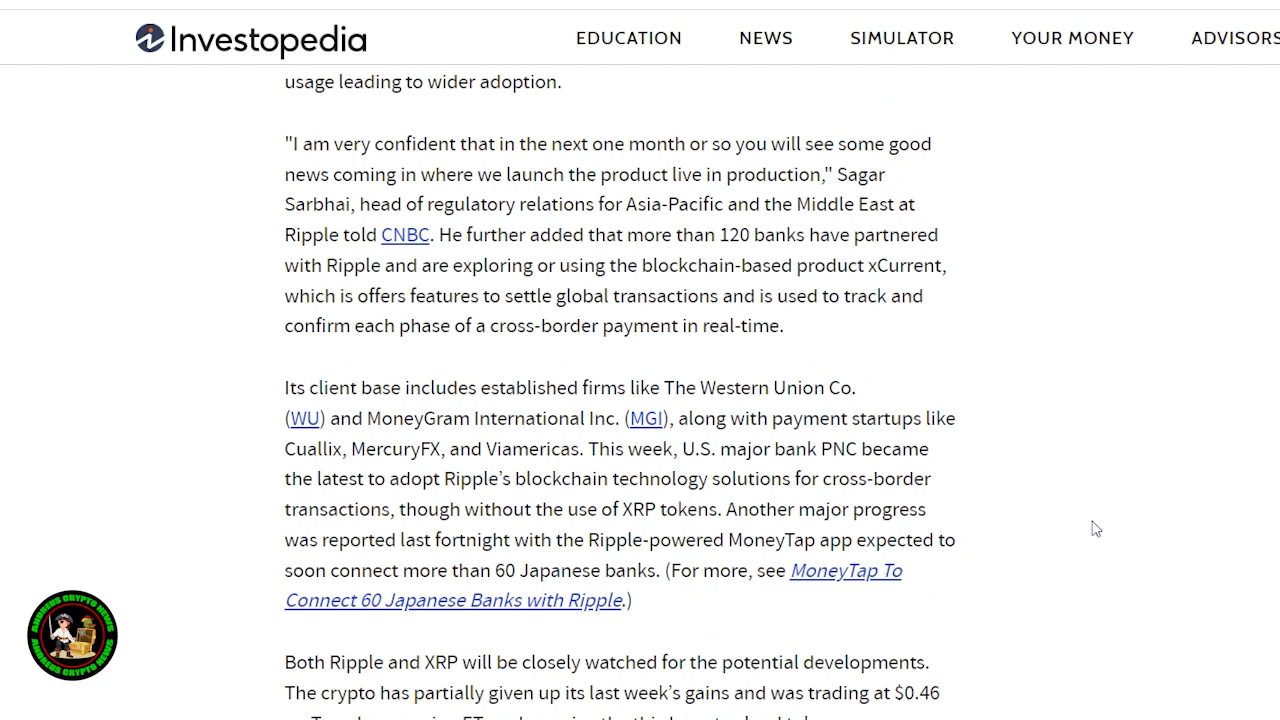 Investopedia
EDUCATION NEWS SIMULATOR YOUR MONEY ADVISORS
usage leading to wider adoption.
"I am very confident that in the next one month or so you will see some good
news coming in where we launch the product live in production," Sagar
Sarbhai, head of regulatory relations for Asia-Pacific and the Middle East at
Ripple told CNBC. He further added that more than 120 banks have partnered
with Ripple and are exploring or using the blockchain-based product xCurrent,
which is offers features to settle global transactions and is used to track and
confirm each phase of a cross-border payment in real-time.
Its client base includes established firms like The Western Union Co.
(WU) and MoneyGram International Inc. (MGI), along with payment startups like
Cuallix, MercuryFX, and Viamericas. This week, U.S. major bank PNC became
the latest to adopt Ripple’s blockchain technology solutions for cross-border
transactions, though without the use of XRP tokens. Another major progress
was reported last fortnight with the Ripple-powered MoneyTap app expected to
soon connect more than 60 Japanese banks. (For more, see MoneyTap To
Connect 60 Japanese Banks with Ripple.)
ANDREUS CRYPTO NEWS
ANDREUS CRYPTO NEWS
Both Ripple and XRP will be closely watched for the potential developments.
The crypto has partially given up its last week’s gains and was trading at $0.46